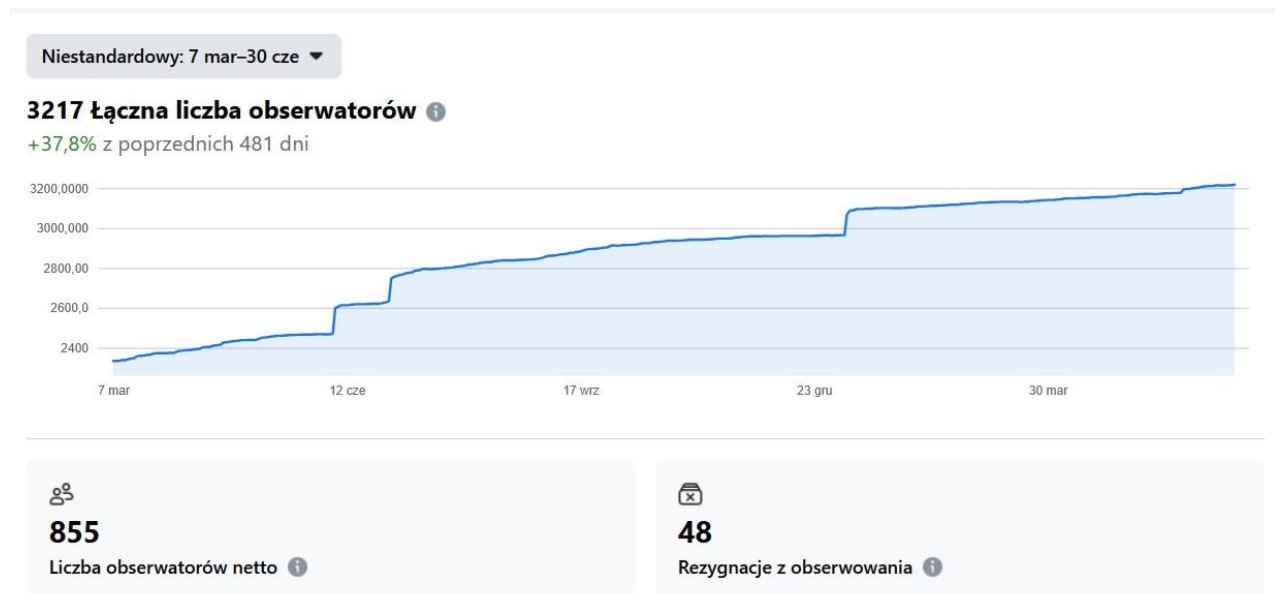 Niestandardowy: 7 mar–30 cze
3217 Łączna liczba obserwatorów
+37,8% z poprzednich 481 dni
3200,0000
3000,000
2800,00
2600,0
2400
7 mar 12 cze 17 wrz 23 gru 30 mar
855 48
Liczba obserwatorów netto Rezygnacje z obserwowania